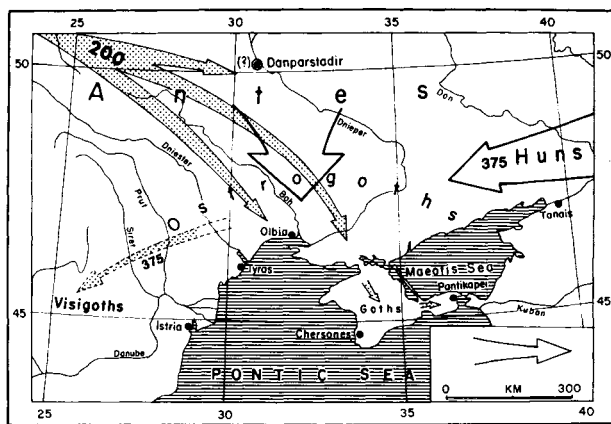 25 30 35 40
50 200 (?) Danparstadir 50
A n t e s
Don
Dnieper
Dniester
375 Huns
Boh
O s t r o g o t h s
Prut
Siret
Olbia
Tanais
375
Tyras
Maeotis-Sea
Visigoths
Pantikapei
Goths
Kuban
45 Istria 45
Chersones
Danube
PONTIC SEA
0 KM 300
25 30 35 40